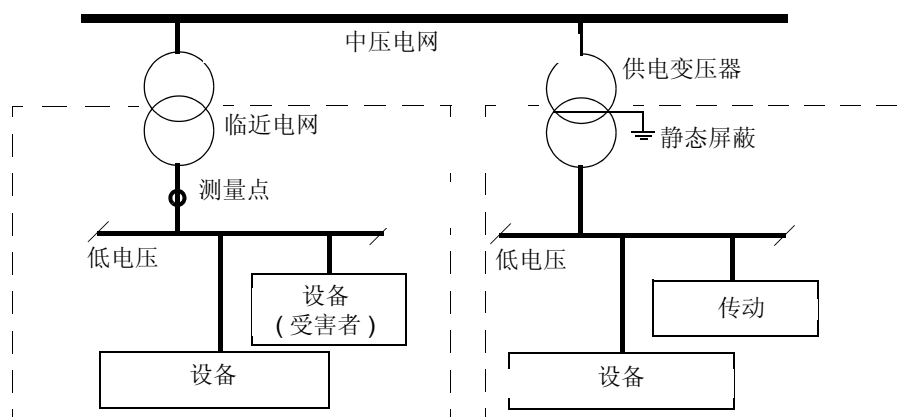 中压电网
供电变压器
临近电网
静态屏蔽
测量点
低电压
低电压
设备
(受害者)
传动
设备
设备